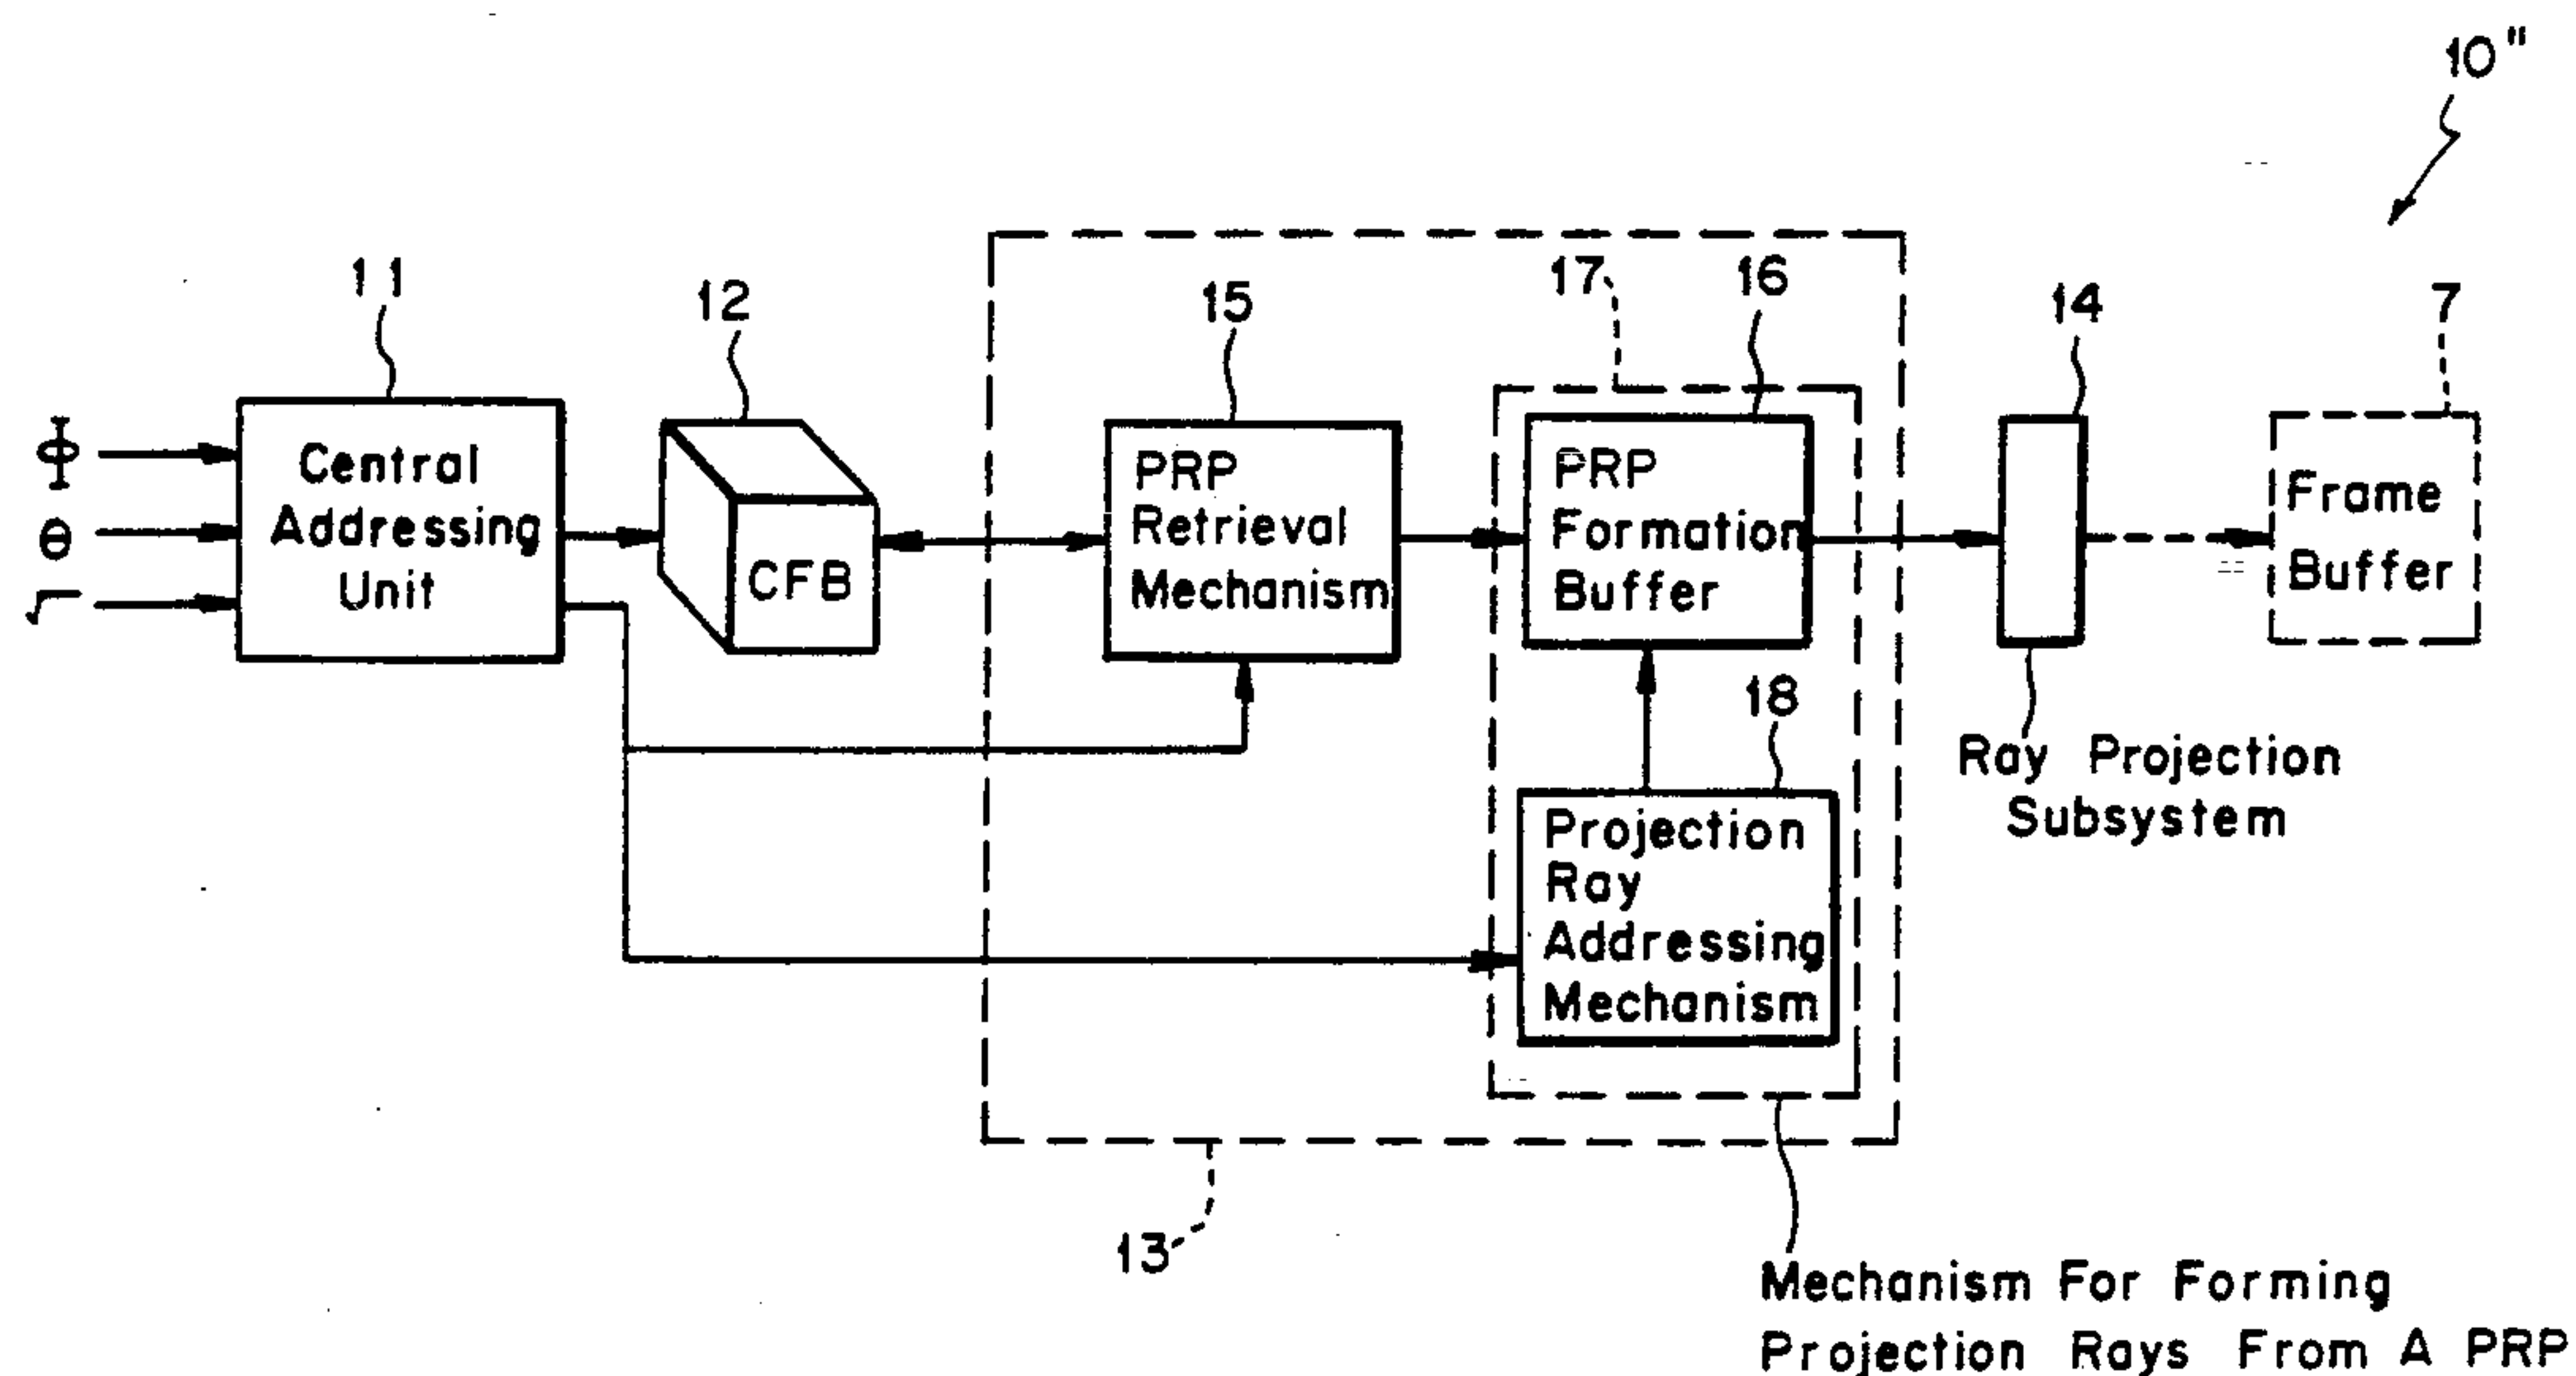 10"
11
12
17
16
15
14
7
Φ
θ
Central
Addressing
Unit
CFB
PRP
Retrieval
Mechanism
PRP
Formation
Buffer
Frame
Buffer
18
Projection
Ray
Addressing
Mechanism
Ray Projection
Subsystem
13
Mechanism For Forming
Projection Rays From A PRP